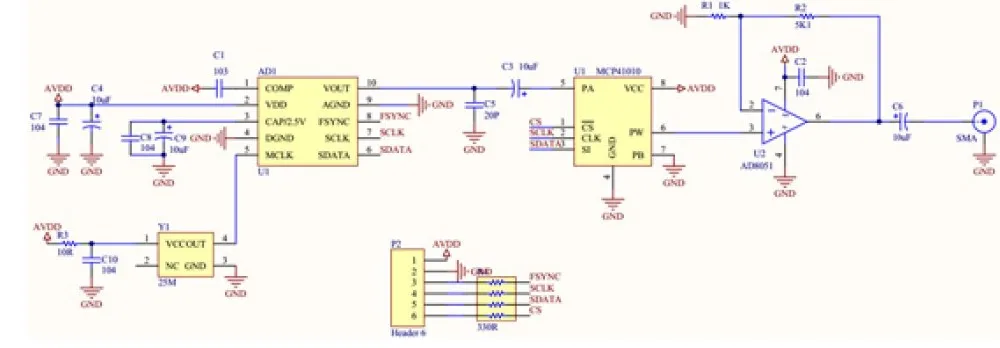 GND
R1 1K
R2
5K1
AVDD
C2
104
GND
C1
103
AVDD
AD1
1 COMP
VOUT 10
2 VDD
AGND 9
GND
3 CAP/2.5V
FSYNC 8
FSYNC
GND
4 DGND
SCLK 7
SCLK
5 MCLK
SDATA 6
SDATA
U1
AVDD
C4
10uF
C7
104
GND
GND
C8
104
C9
10uF
GND
C3 10uF
C5
20P
GND
U1 MCP41010
5 PA
VCC 8
AVDD
CS
1 CS
SCLK
2 CLK
SDATA
3 SI
GND
4
PW 6
PB 7
GND
GND
7
2
3
6
4
U2
AD8051
GND
C6
10uF
P1
SMA
GND
AVDD
R3
10R
C10
104
GND
Y1
1 VCC OUT 4
2 NC GND 3
25M
GND
P2
AVDD
1
2
GND
3
FSYNC
4
SCLK
5
SDATA
6
CS
Header 6
330R